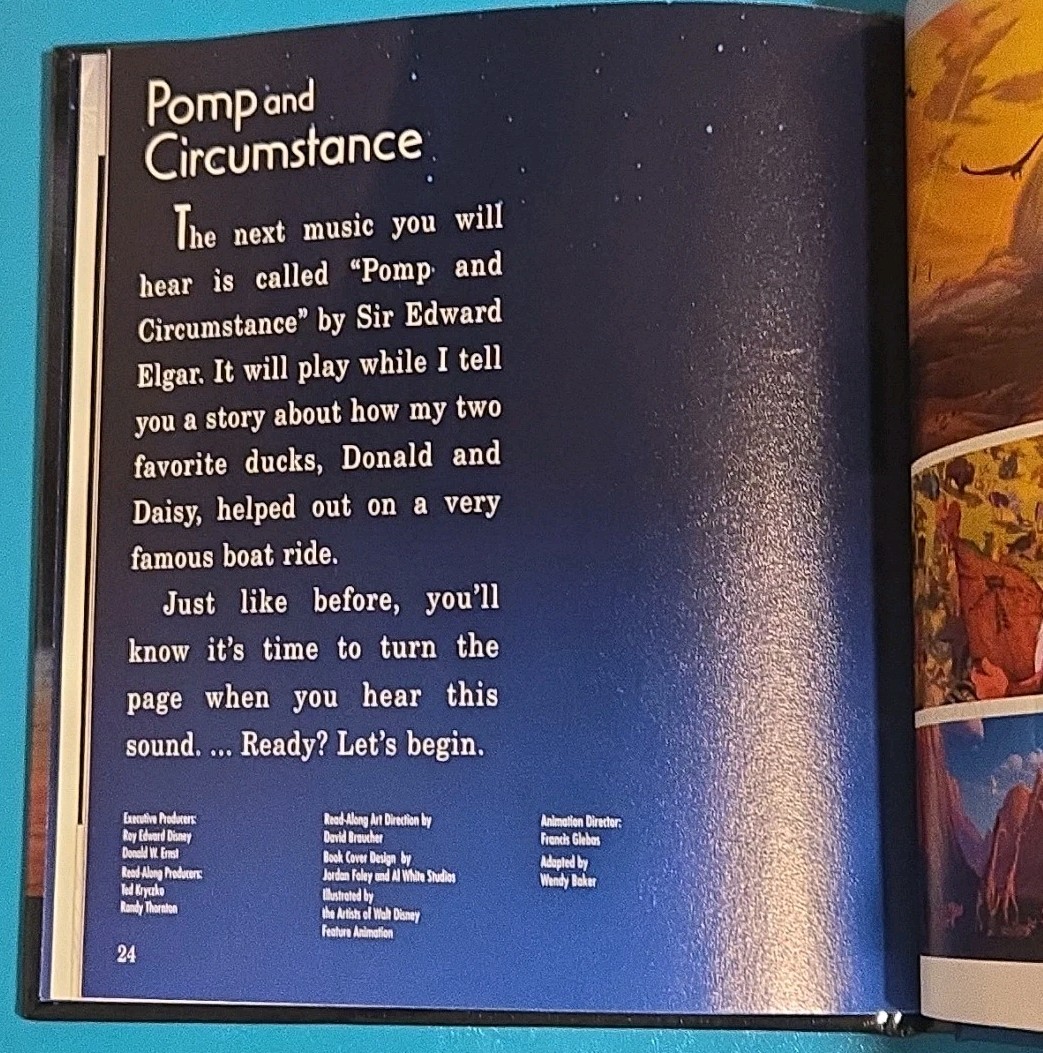 Pomp and
Circumstance
The next music you will
hear is called “Pomp and
Circumstance” by Sir Edward
Elgar. It will play while I tell
you a story about how my two
favorite ducks, Donald and
Daisy, helped out on a very
famous boat ride.
Just like before, you’ll
know it’s time to turn the
page when you hear this
sound. ... Ready? Let’s begin.
Executive Producers:
Roy Edward Disney
Donald W. Ernst
Read-Along Producers:
Ted Kryczko
Randy Thornton
Read-Along Art Direction by
David Braucher
Book Cover Design by
Jordan Foley and Al White Studios
Illustrated by
the Artists of Walt Disney
Feature Animation
Animation Director:
Francis Glebas
Adapted by
Wendy Baker
24